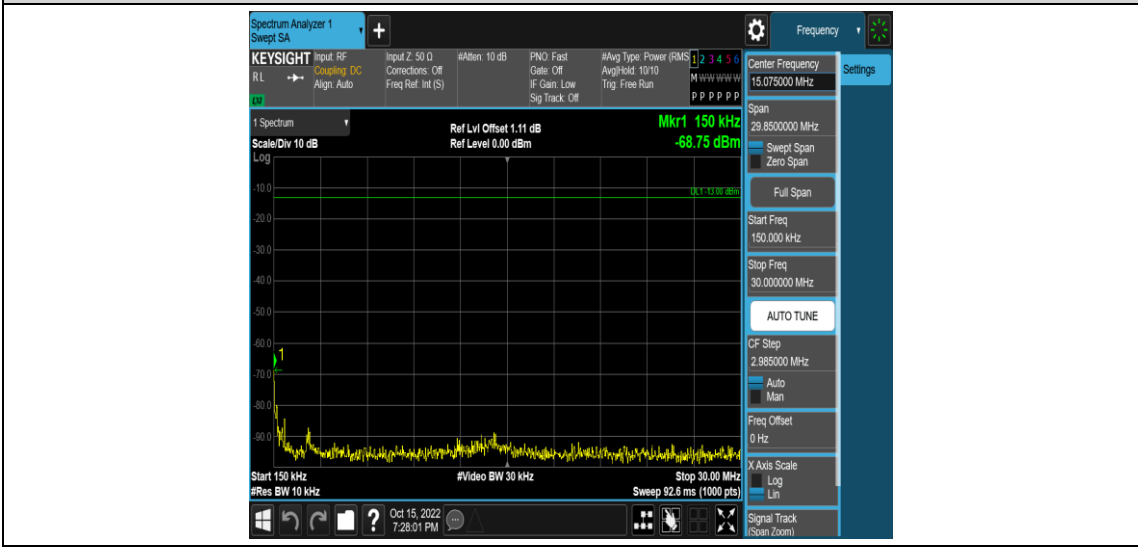 Spectrum Analyzer 1
Swept SA
+
Frequency
KEYSIGHT
RL
LXI
Input: RF
Coupling: DC
Align: Auto
Input Z: 50 Ω
Corrections: Off
Freq Ref: Int (S)
#Atten: 10 dB
PNO: Fast
Gate: Off
IF Gain: Low
Sig Track: Off
#Avg Type: Power (RMS
Avg|Hold: 10/10
Trig: Free Run
1 2 3 4 5 6
M W W W W W
P P P P P P
Center Frequency
15.075000 MHz
Settings
Span
29.8500000 MHz
Swept Span
Zero Span
Full Span
Start Freq
150.000 kHz
Stop Freq
30.000000 MHz
AUTO TUNE
CF Step
2.985000 MHz
Auto
Man
Freq Offset
0 Hz
X Axis Scale
Log
Lin
Signal Track
(Span Zoom)
1 Spectrum
Scale/Div 10 dB
Log
Ref Lvl Offset 1.11 dB
Ref Level 0.00 dBm
Mkr1 150 kHz
-68.75 dBm
DL1 -13.00 dBm
-10.0
-20.0
-30.0
-40.0
-50.0
-60.0
1
-70.0
-80.0
-90.0
Start 150 kHz
#Res BW 10 kHz
#Video BW 30 kHz
Stop 30.00 MHz
Sweep 92.6 ms (1000 pts)
?
Oct 15, 2022
7:28:01 PM